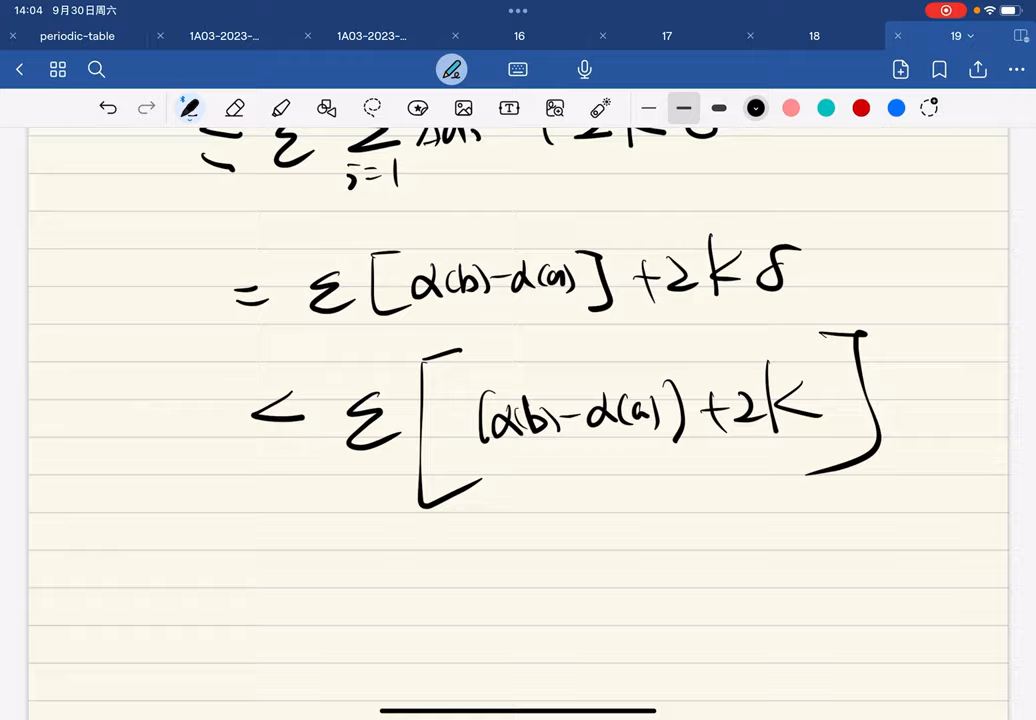 14:04 9月30日周六
periodic-table 1A03-2023-... 1A03-2023-... 16 17 18 19
i=1
= ε [α(b)-α(a)] +2kδ
< ε [(α(b)-α(a)) +2k]